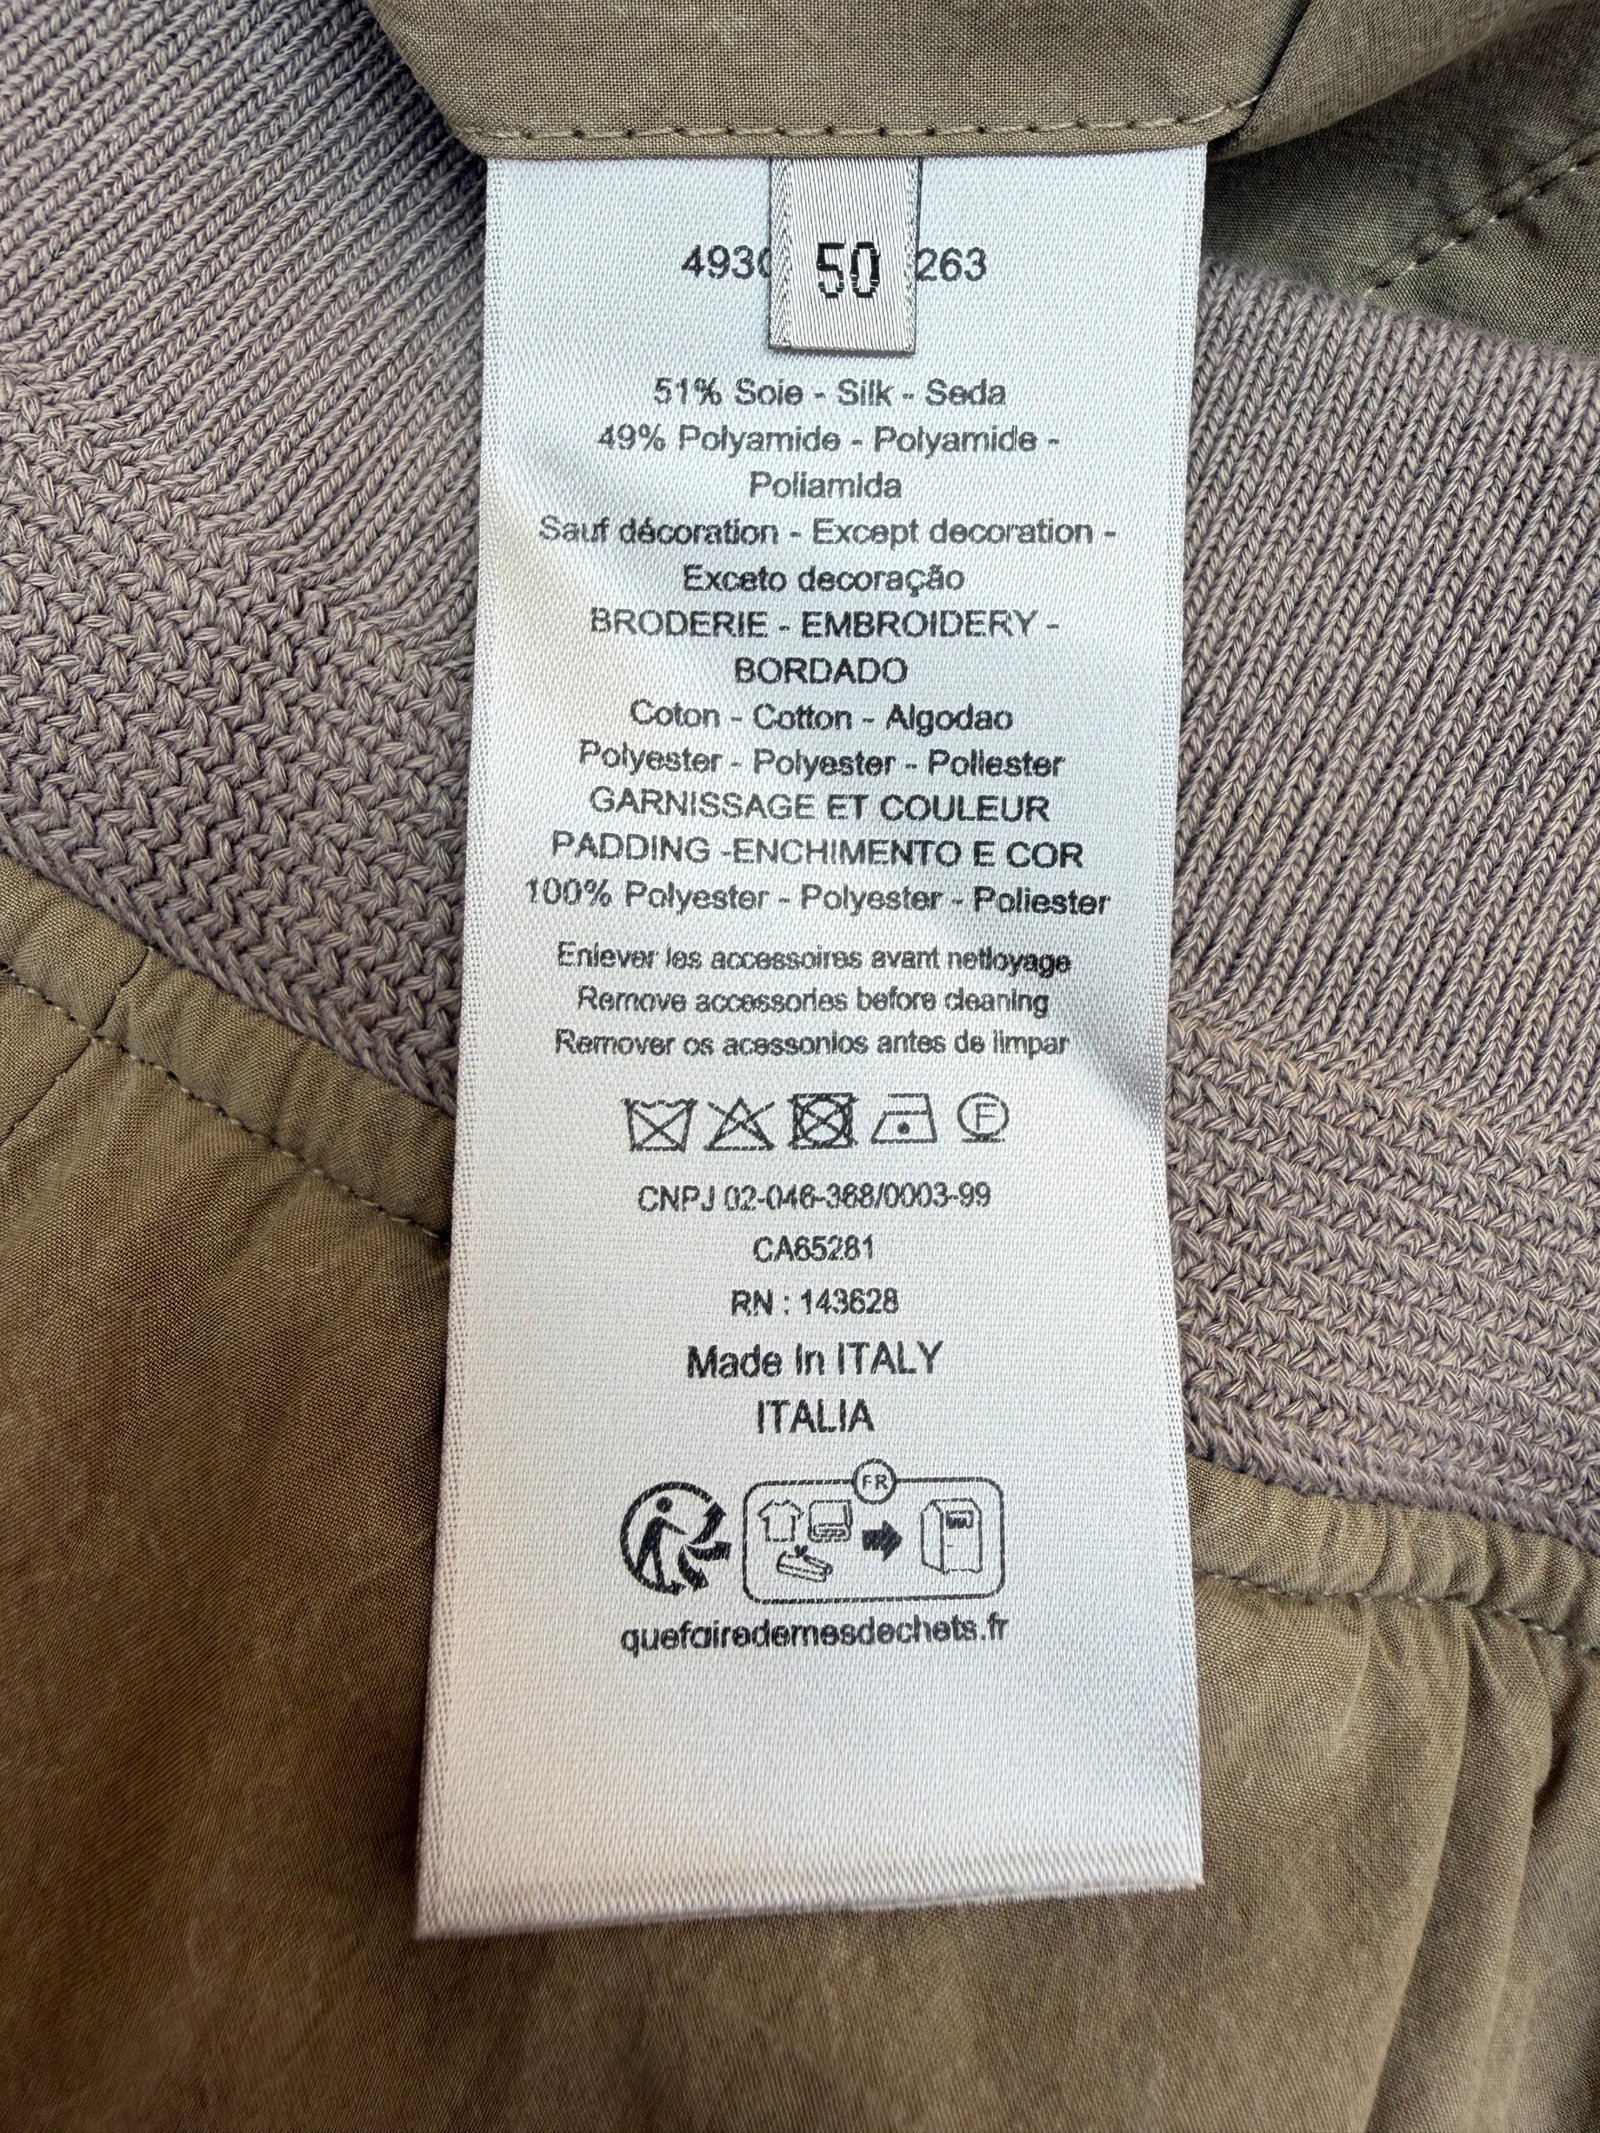 493 50 263
51% Soie - Silk - Seda
49% Polyamide - Polyamide -
Poliamida
Sauf décoration - Except decoration -
Exceto decoração
BRODERIE - EMBROIDERY -
BORDADO
Coton - Cotton - Algodao
Polyester - Polyester - Poliester
GARNISSAGE ET COULEUR
PADDING -ENCHIMENTO E COR
100% Polyester - Polyester - Poliester
Enlever les accessoires avant nettoyage
Remove accessories before cleaning
Remover os acessonios antes de limpar
F
CNPJ 02-046-368/0003-99
CA65281
RN : 143628
Made in ITALY
ITALIA
FR
quefairedemesdechets.fr